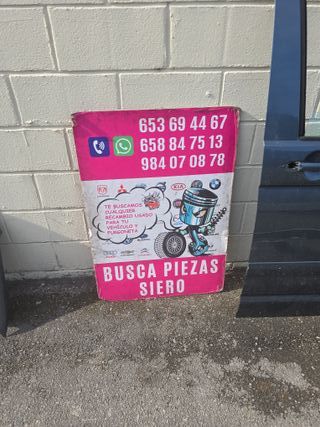 653 69 44 67
658 84 75 13
984 07 08 78
KIA
TE BUSCAMOS
CUALQUIER
RECAMBIO USADO
PARA TU
VEHÍCULO Y
FURGONETA
BUSCA PIEZAS
SIERO